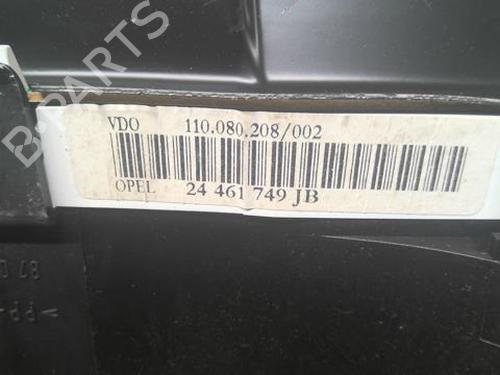 VDO 110.080.208/002
OPEL 24 461 749 JB
B-PARTS